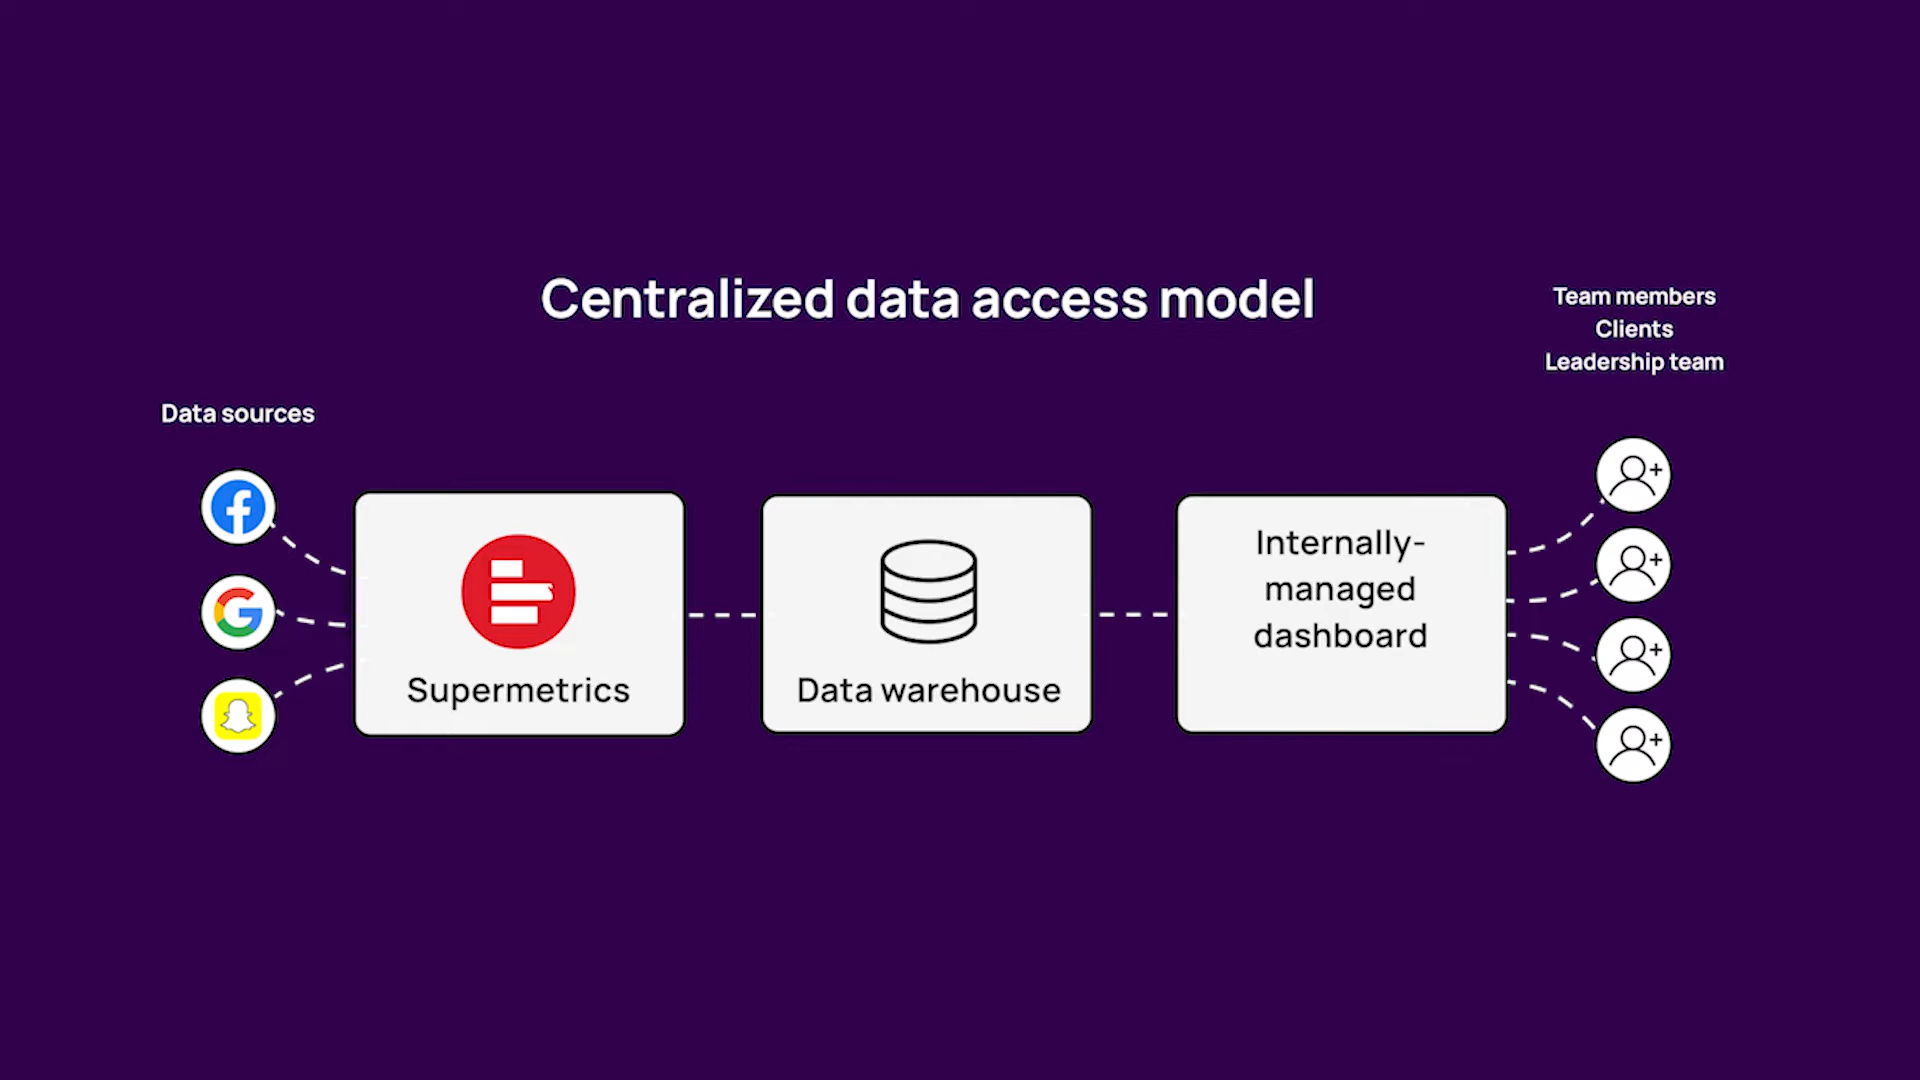 Centralized data access model
Team members
Clients
Leadership team
Data sources
Supermetrics
Data warehouse
Internally-
managed
dashboard